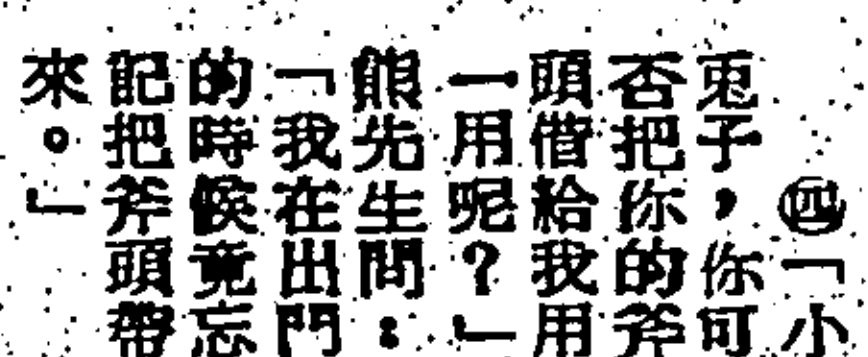 ㊃「小
兎子，你可
否把你的斧
頭借給我用
一用呢？」
熊先生問：
「我在出門
的時候竟忘
記把斧頭帶
來。」